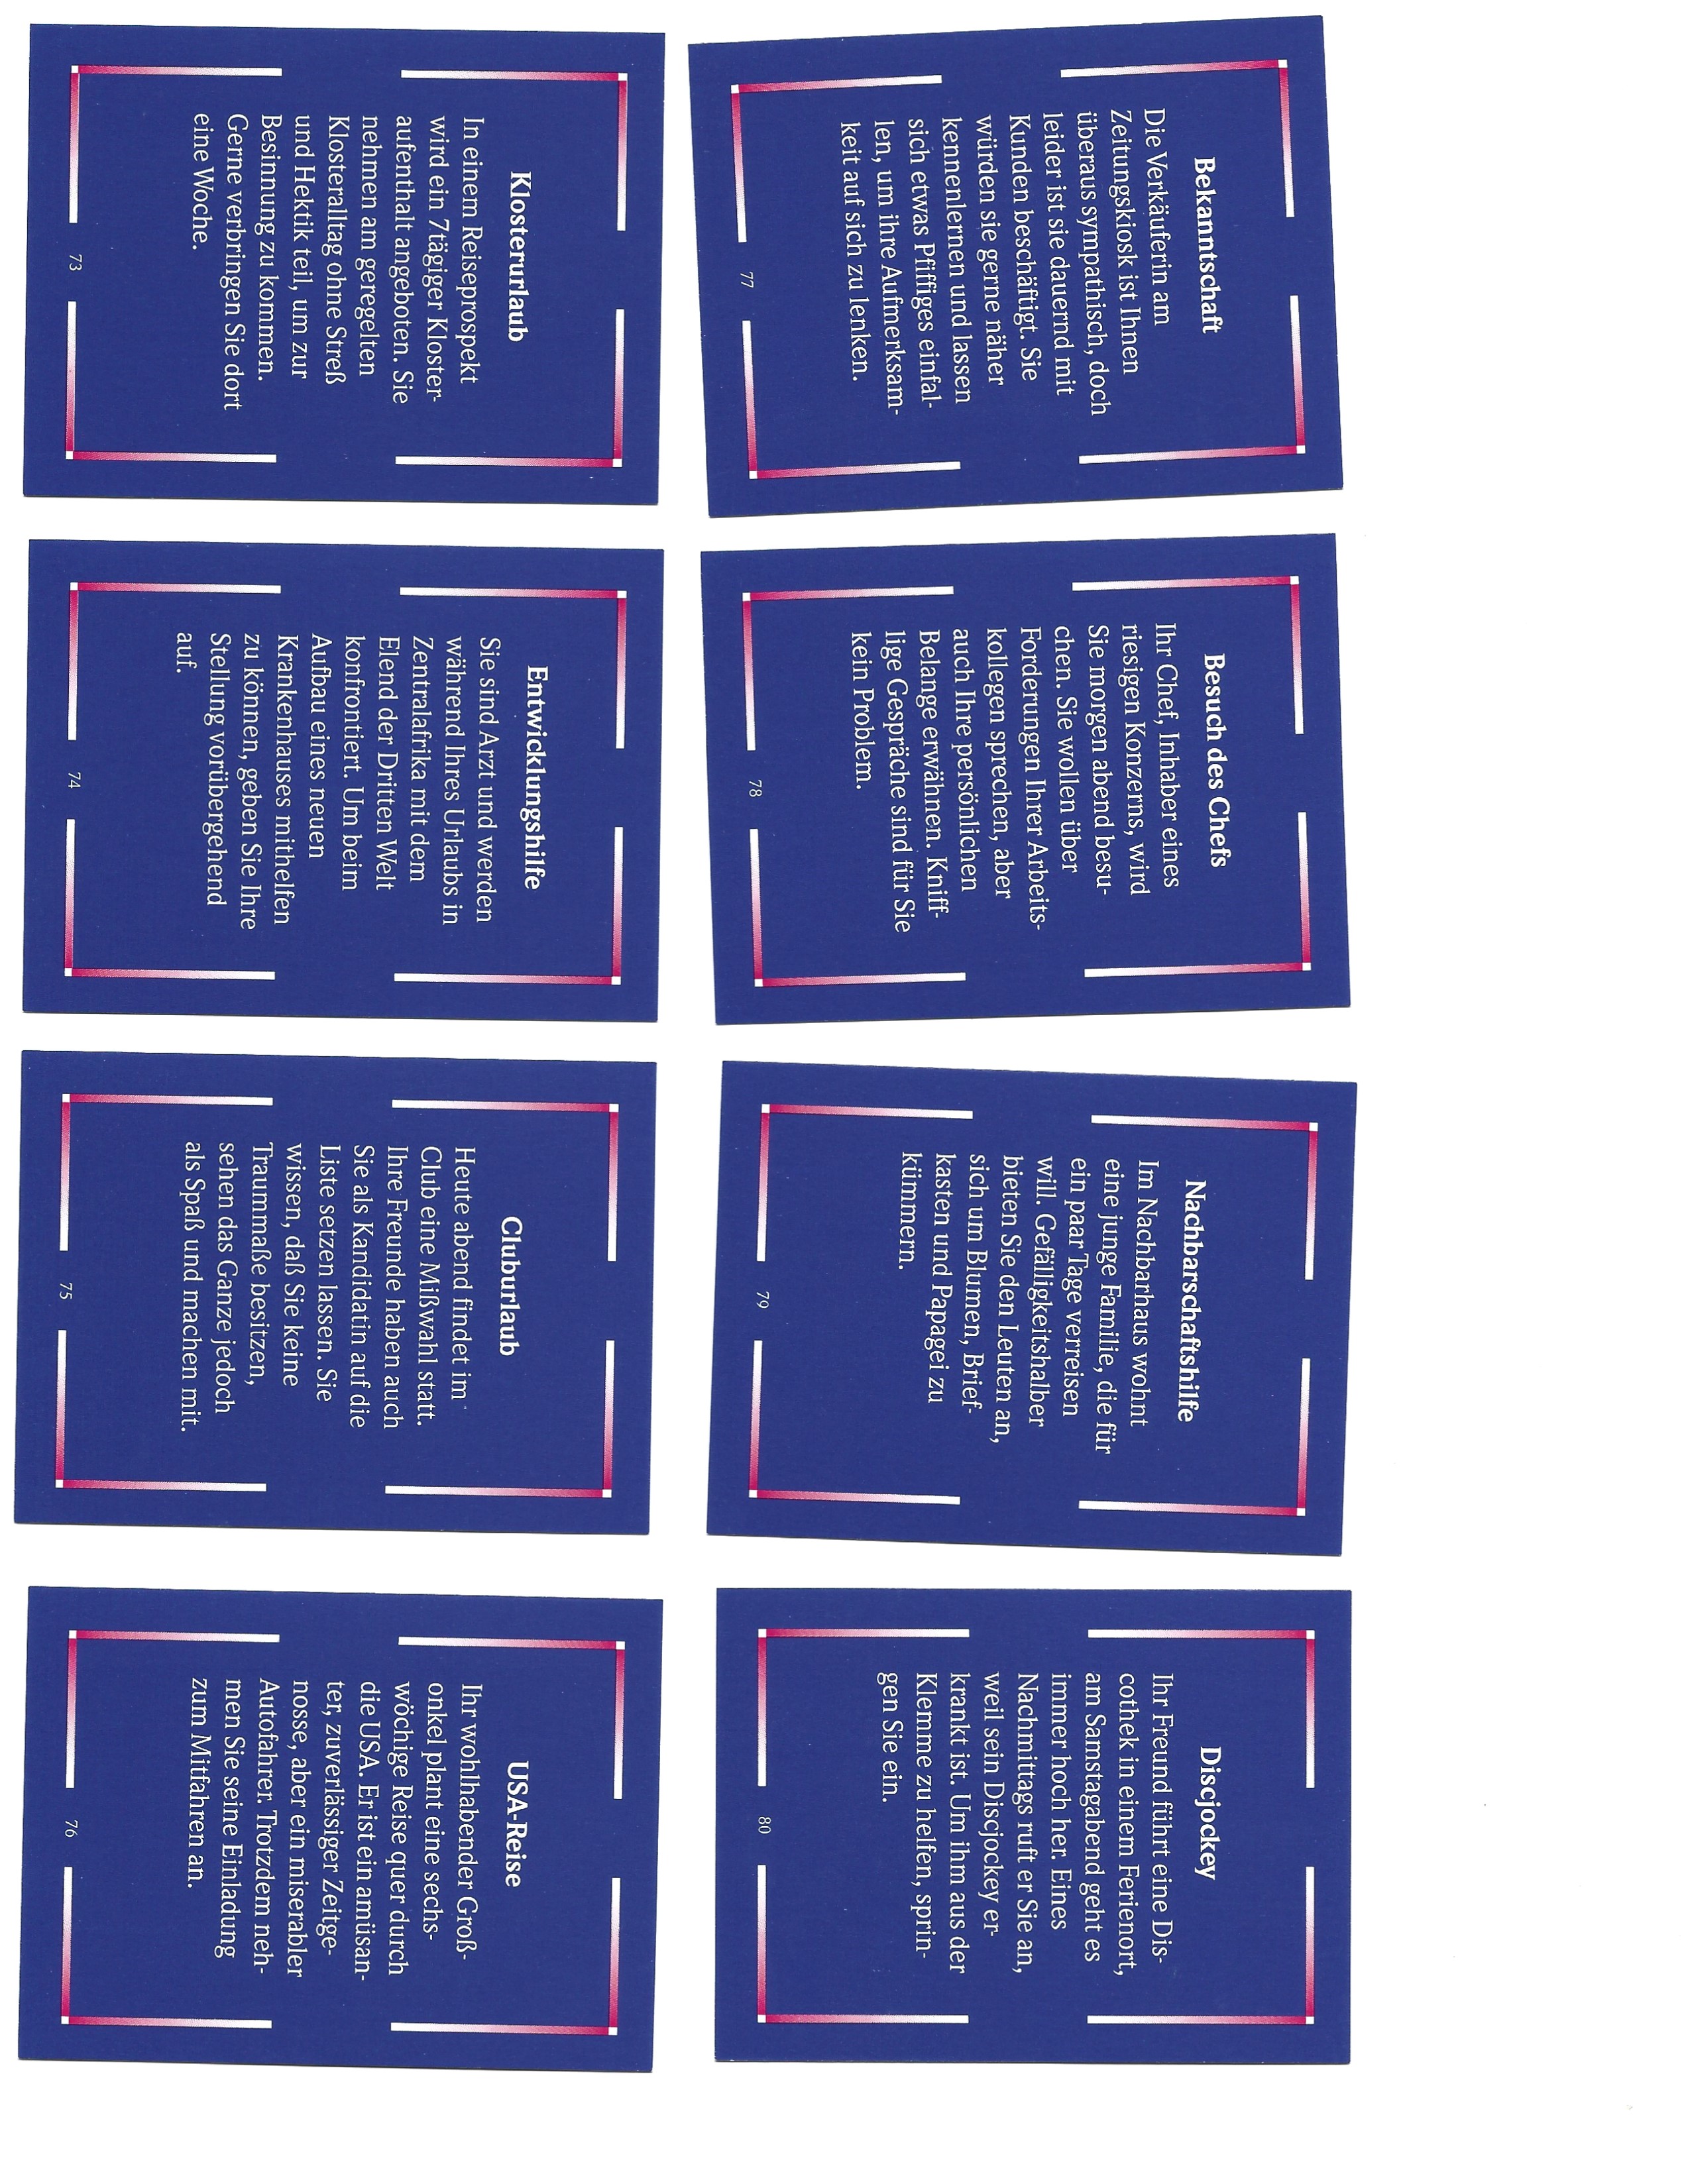 Klosterurlaub
In einem Reiseprospekt
wird ein 7tägiger Kloster-
aufenthalt angeboten. Sie
nehmen am geregelten
Klosteralltag ohne Streß
und Hektik teil, um zur
Besinnung zu kommen.
Gerne verbringen Sie dort
eine Woche.
73
Entwicklungshilfe
Sie sind Arzt und werden
während Ihres Urlaubs in
Zentralafrika mit dem
Elend der Dritten Welt
konfrontiert. Um beim
Aufbau eines neuen
Krankenhauses mithelfen
zu können, geben Sie Ihre
Stellung vorübergehend
auf.
74
Cluburlaub
Heute abend findet im
Club eine Mißwahl statt.
Ihre Freunde haben auch
Sie als Kandidatin auf die
Liste setzen lassen. Sie
wissen, daß Sie keine
Traummaße besitzen,
sehen das Ganze jedoch
als Spaß und machen mit.
75
USA-Reise
Ihr wohlhabender Groß-
onkel plant eine sechs-
wöchige Reise quer durch
die USA. Er ist ein amüsan-
ter, zuverlässiger Zeitge-
nosse, aber ein miserabler
Autofahrer. Trotzdem neh-
men Sie seine Einladung
zum Mitfahren an.
76
Bekanntschaft
Die Verkäuferin am
Zeitungskiosk ist Ihnen
überaus sympathisch, doch
leider ist sie dauernd mit
Kunden beschäftigt. Sie
würden sie gerne näher
kennenlernen und lassen
sich etwas Pfiffiges einfal-
len, um ihre Aufmerksam-
keit auf sich zu lenken.
77
Besuch des Chefs
Ihr Chef, Inhaber eines
riesigen Konzerns, wird
Sie morgen abend besu-
chen. Sie wollen über
Forderungen Ihrer Arbeits-
kollegen sprechen, aber
auch Ihre persönlichen
Belange erwähnen. Kniff-
lige Gespräche sind für Sie
kein Problem.
78
Nachbarschaftshilfe
Im Nachbarhaus wohnt
eine junge Familie, die für
ein paar Tage verreisen
will. Gefälligkeitshalber
bieten Sie den Leuten an,
sich um Blumen, Brief-
kasten und Papagei zu
kümmern.
79
Discjockey
Ihr Freund führt eine Dis-
cothek in einem Ferienort,
am Samstagabend geht es
immer hoch her. Eines
Nachmittags ruft er Sie an,
weil sein Discjockey er-
krankt ist. Um ihm aus der
Klemme zu helfen, sprin-
gen Sie ein.
80